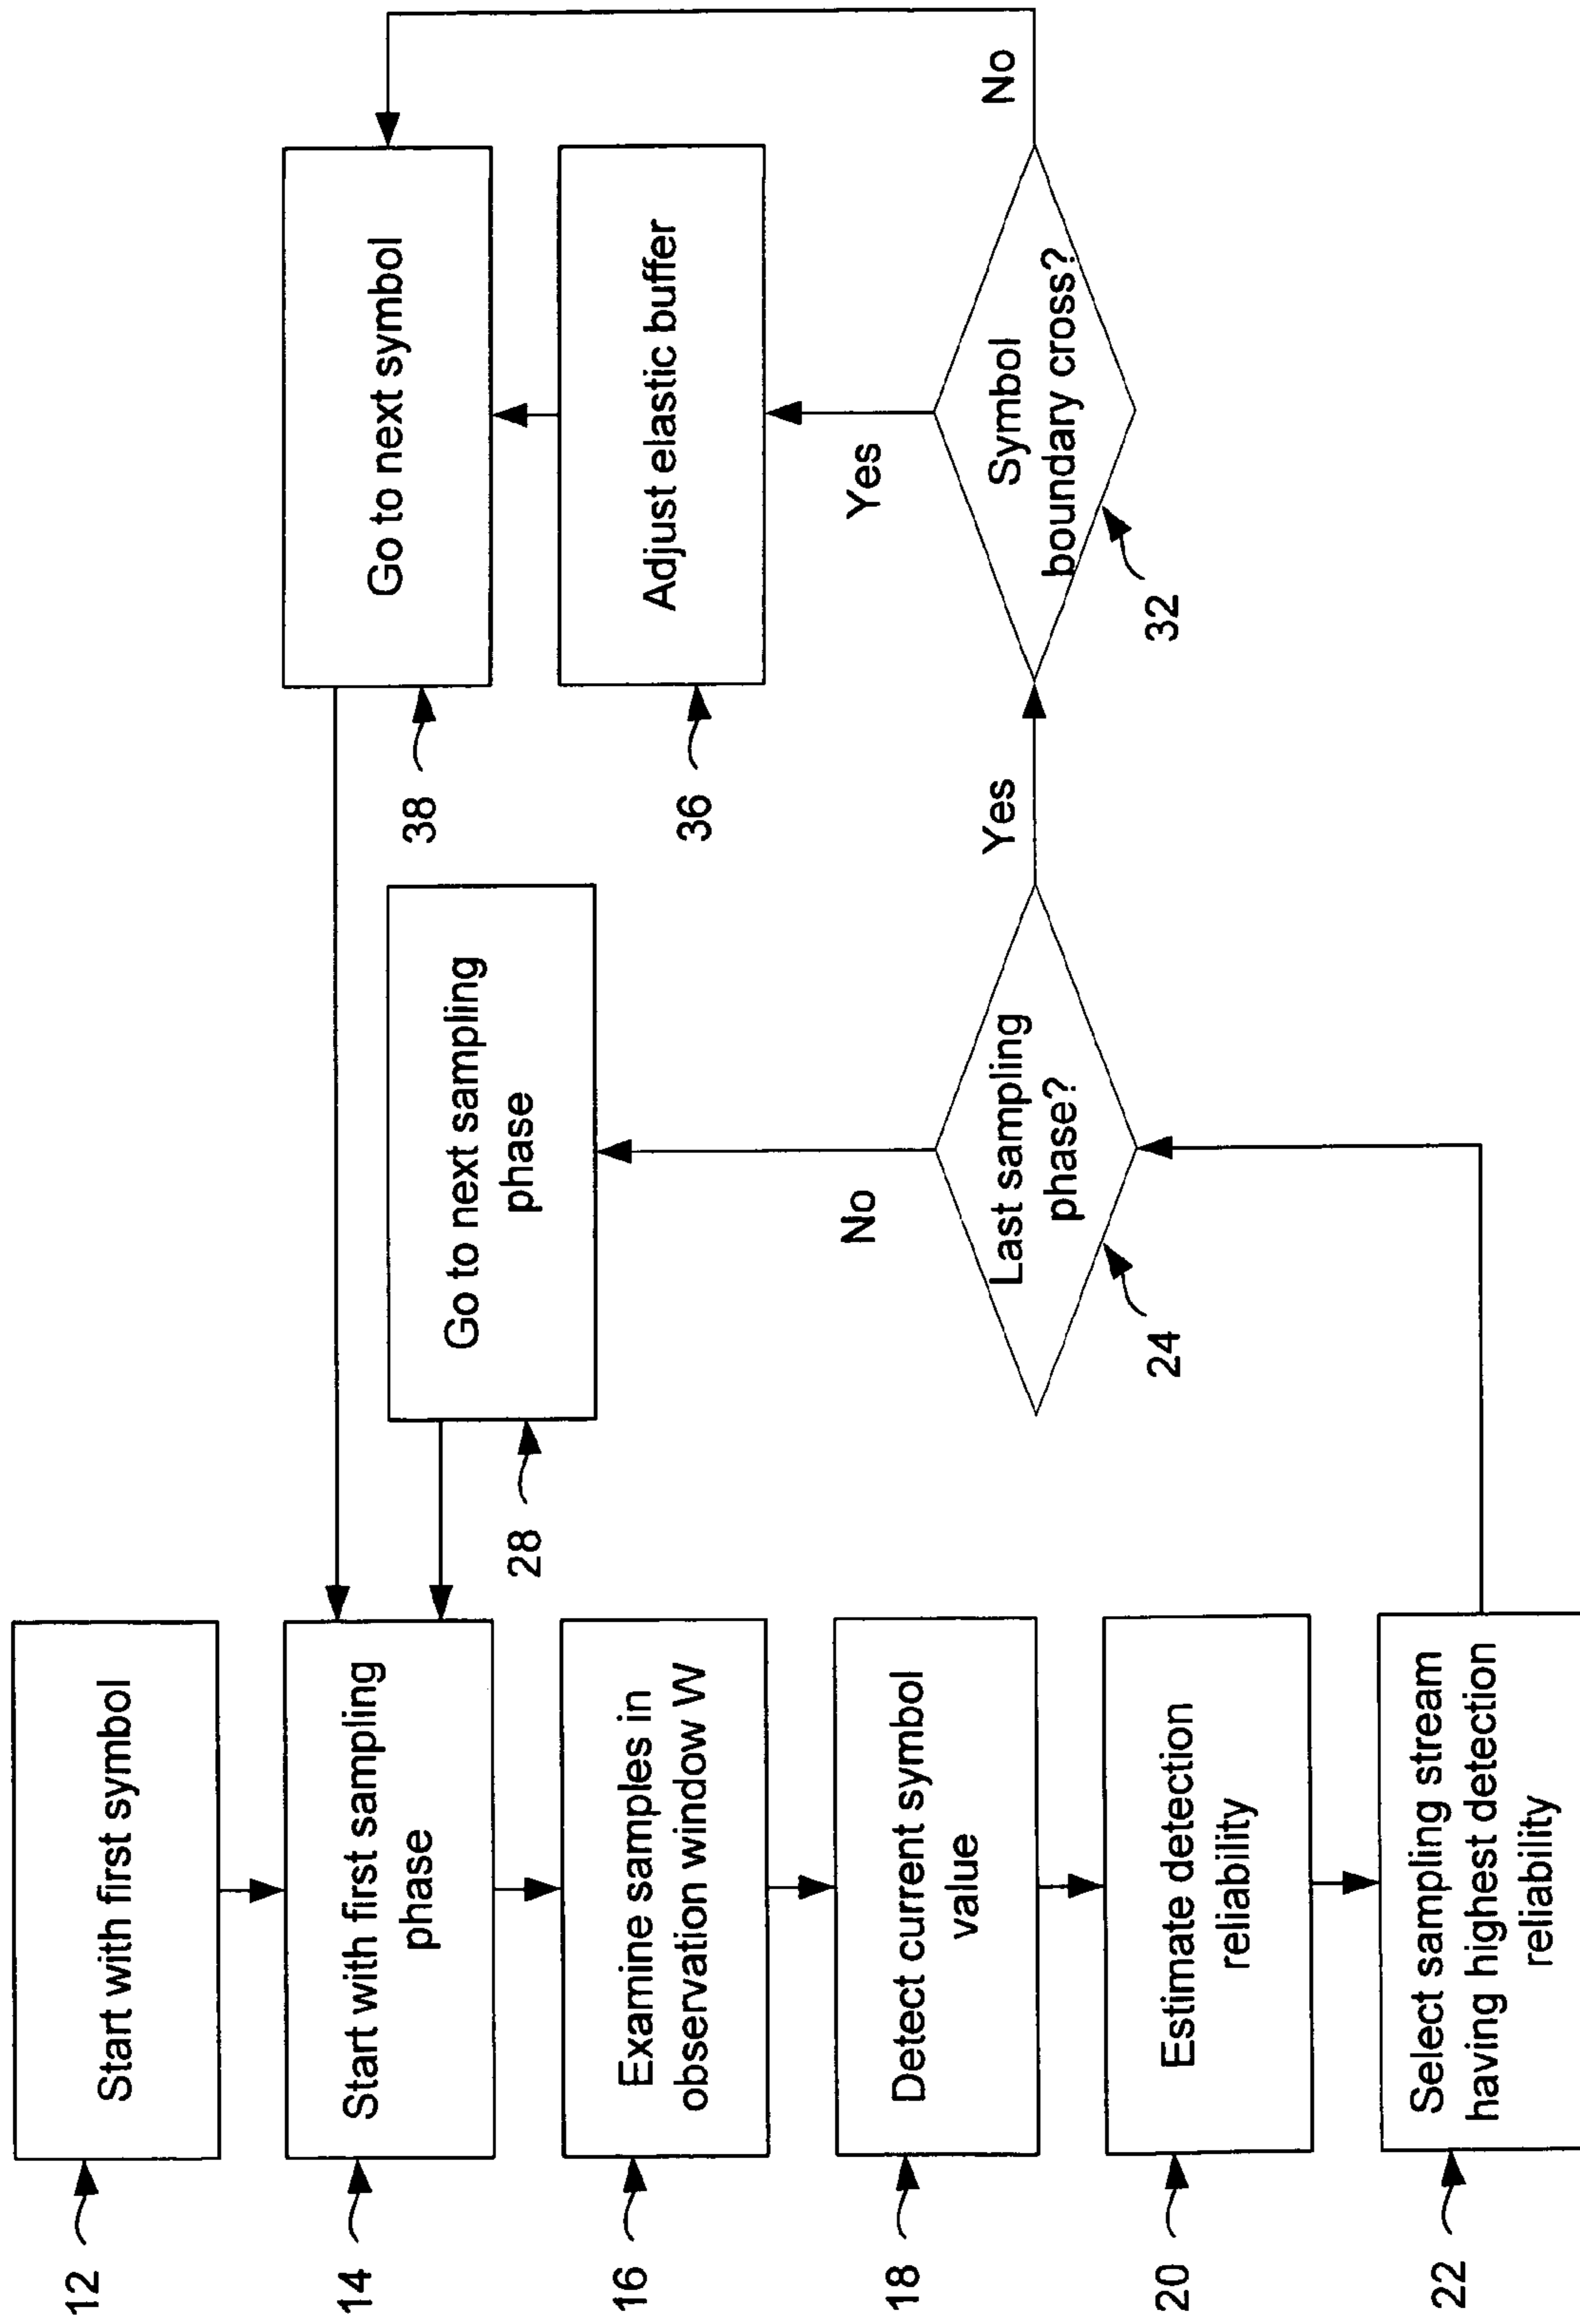 12
Start with first symbol
14
Start with first sampling
phase
16
Examine samples in
observation window W
18
Detect current symbol
value
20
Estimate detection
reliability
22
Select sampling stream
having highest detection
reliability
Go to next sampling
phase
28
No
Last sampling
phase?
24
Yes
Go to next symbol
38
Adjust elastic buffer
36
Yes
Symbol
boundary cross?
32
No